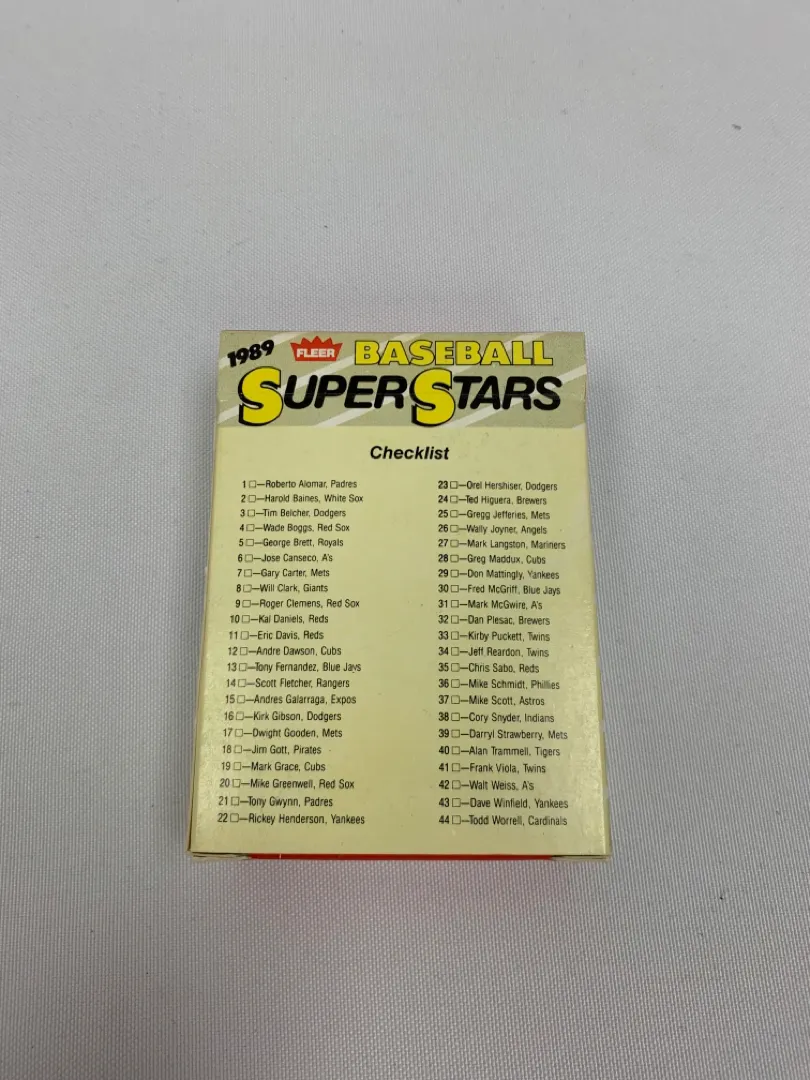 1989 FLEER BASEBALL
SUPERSTARS
Checklist
1 □—Roberto Alomar, Padres
2 □—Harold Baines, White Sox
3 □—Tim Belcher, Dodgers
4 □—Wade Boggs, Red Sox
5 □—George Brett, Royals
6 □—Jose Canseco, A's
7 □—Gary Carter, Mets
8 □—Will Clark, Giants
9 □—Roger Clemens, Red Sox
10 □—Kal Daniels, Reds
11 □—Eric Davis, Reds
12 □—Andre Dawson, Cubs
13 □—Tony Fernandez, Blue Jays
14 □—Scott Fletcher, Rangers
15 □—Andres Galarraga, Expos
16 □—Kirk Gibson, Dodgers
17 □—Dwight Gooden, Mets
18 □—Jim Gott, Pirates
19 □—Mark Grace, Cubs
20 □—Mike Greenwell, Red Sox
21 □—Tony Gwynn, Padres
22 □—Rickey Henderson, Yankees
23 □—Orel Hershiser, Dodgers
24 □—Ted Higuera, Brewers
25 □—Gregg Jefferies, Mets
26 □—Wally Joyner, Angels
27 □—Mark Langston, Mariners
28 □—Greg Maddux, Cubs
29 □—Don Mattingly, Yankees
30 □—Fred McGriff, Blue Jays
31 □—Mark McGwire, A's
32 □—Dan Plesac, Brewers
33 □—Kirby Puckett, Twins
34 □—Jeff Reardon, Twins
35 □—Chris Sabo, Reds
36 □—Mike Schmidt, Phillies
37 □—Mike Scott, Astros
38 □—Cory Snyder, Indians
39 □—Darryl Strawberry, Mets
40 □—Alan Trammell, Tigers
41 □—Frank Viola, Twins
42 □—Walt Weiss, A's
43 □—Dave Winfield, Yankees
44 □—Todd Worrell, Cardinals